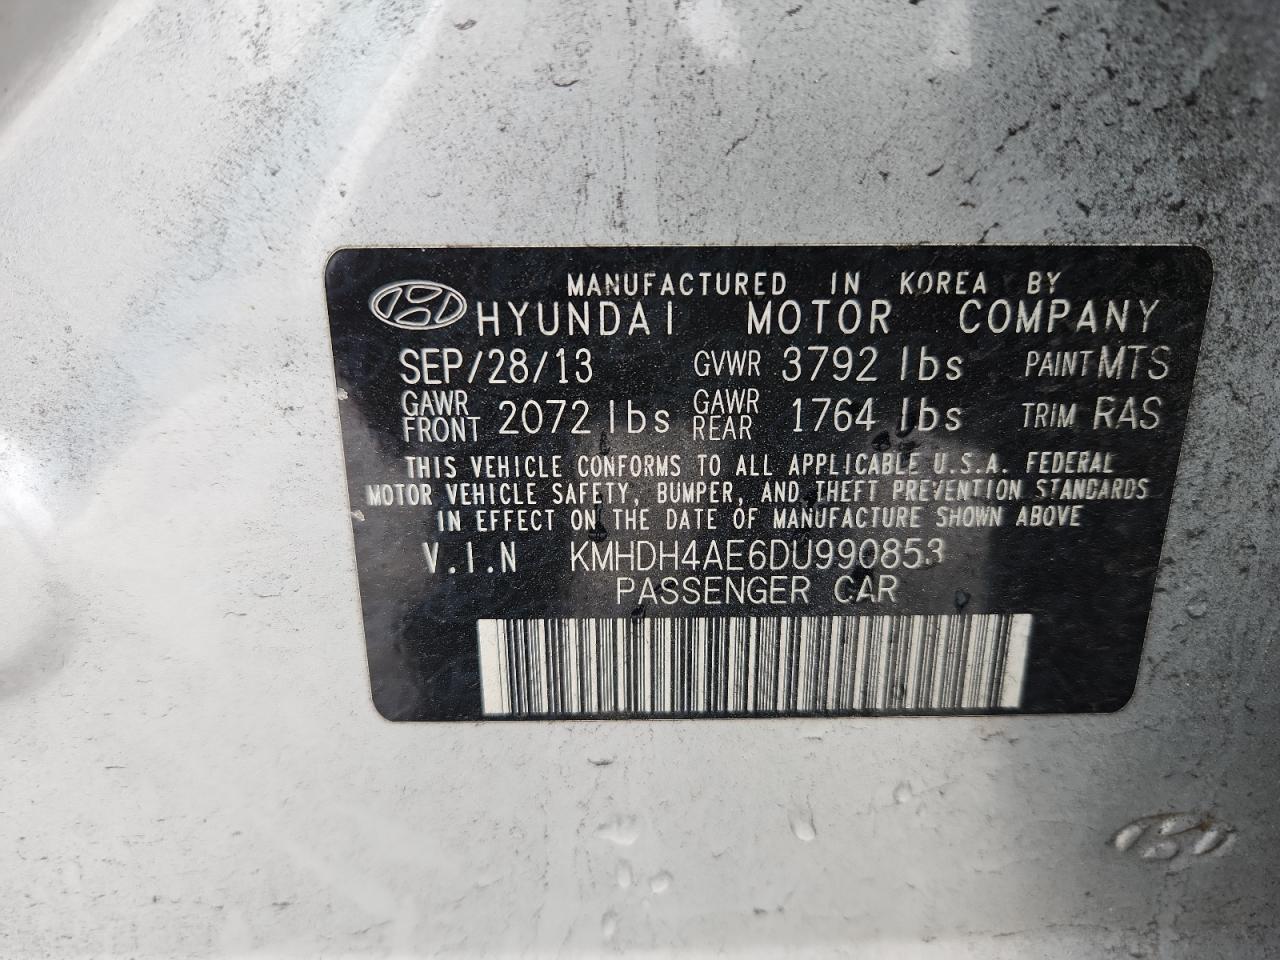 MANUFACTURED IN KOREA BY
HYUNDAI MOTOR COMPANY
SEP/28/13 GVWR 3792 lbs PAINT MTS
GAWR FRONT 2072 lbs GAWR REAR 1764 lbs TRIM RAS
THIS VEHICLE CONFORMS TO ALL APPLICABLE U.S.A. FEDERAL
MOTOR VEHICLE SAFETY, BUMPER, AND THEFT PREVENTION STANDARDS
IN EFFECT ON THE DATE OF MANUFACTURE SHOWN ABOVE
V.I.N KMHDH4AE6DU990853
PASSENGER CAR